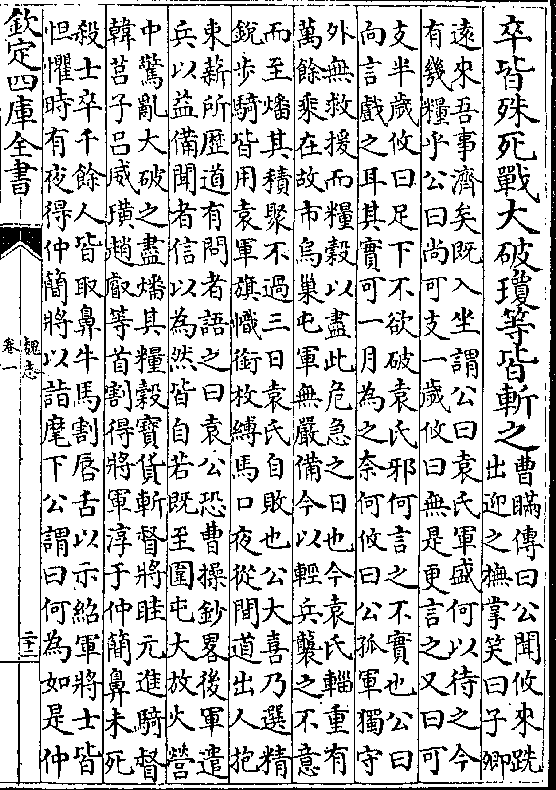 卒皆殊死戰大破瓊等皆斬之
曹瞞傳曰公聞攸來跣
出迎之撫掌笑曰子卿
遠來吾事濟矣既入坐謂公曰袁氏軍盛何以待之今
有幾糧乎公曰尚可支一歲攸曰無是更言之又曰可
支半歲攸曰足下不欲破袁氏邪何言之不實也公曰
向言戲之耳其實可一月為之奈何攸曰公孤軍獨守
外無救援而糧穀以盡此危急之日也今袁氏輜重有
萬餘乘在故市烏巢屯軍無嚴備今以輕兵襲之不意
而至燔其積聚不過三日袁氏自敗也公大喜乃選精
銳步騎皆用袁軍旗幟銜枚縛馬口夜從間道出人抱
束薪所歷道有問者語之曰袁公恐曹操鈔畧後軍遣
兵以益備聞者信以為然皆自若既至圍屯大放火營
中驚亂大破之盡燔其糧穀寶貨斬督將眭元進騎督
韓莒子呂威璜趙叡等首割得將軍淳于仲簡鼻未死
殺士卒千餘人皆取鼻牛馬割唇舌以示紹軍將士皆
怛懼時有夜得仲簡將以詣麾下公謂曰何為如是仲
欽定四庫全書
魏志
卷一